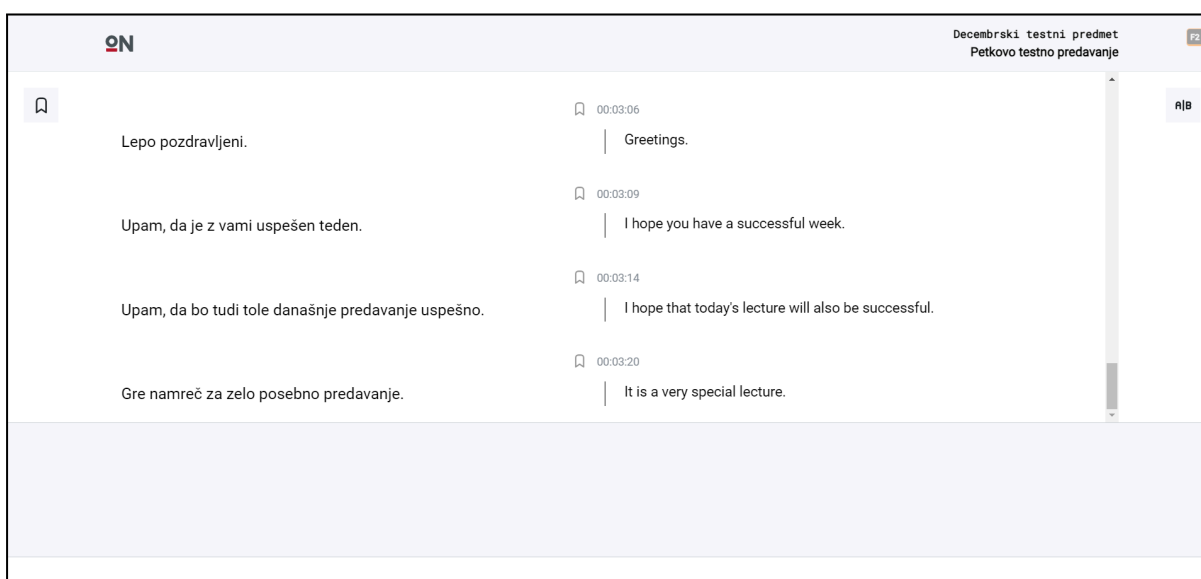 ON
Decembrski testni predmet
Petkovo testno predavanje
F2
A|B
00:03:06
Lepo pozdravljeni.
Greetings.
00:03:09
Upam, da je z vami uspešen teden.
I hope you have a successful week.
00:03:14
Upam, da bo tudi tole današnje predavanje uspešno.
I hope that today's lecture will also be successful.
00:03:20
Gre namreč za zelo posebno predavanje.
It is a very special lecture.